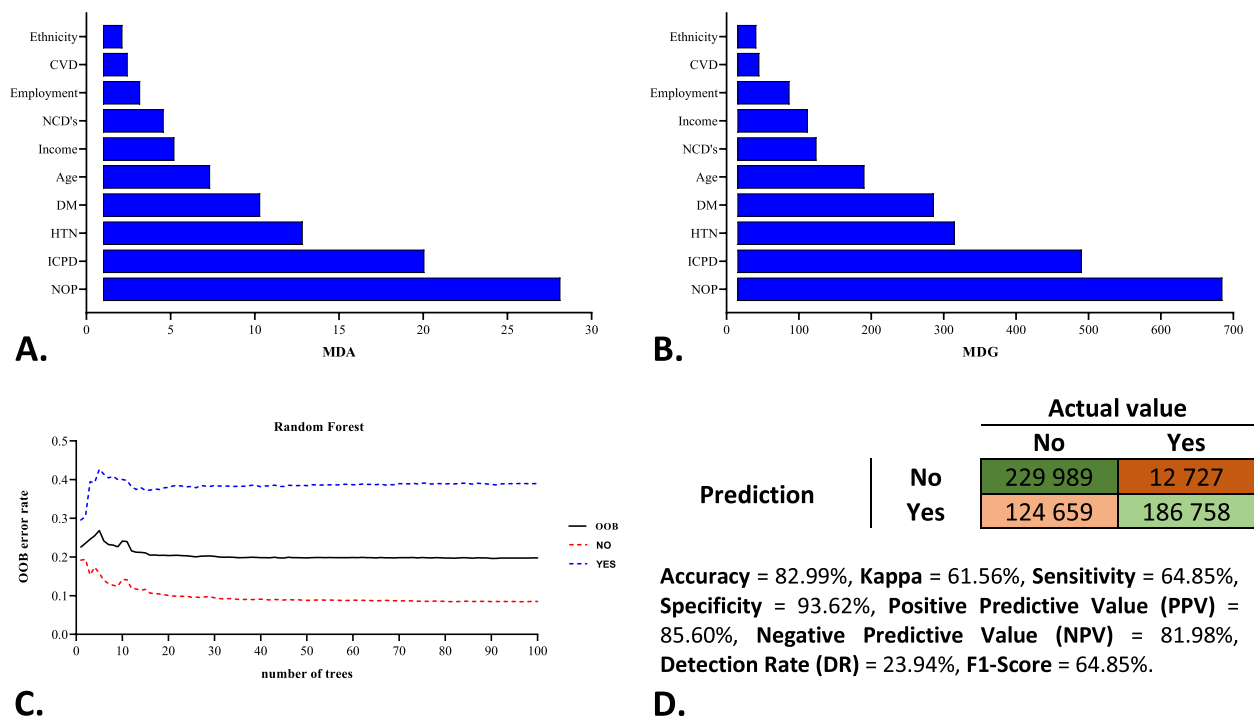 Ethnicity
CVD
Employment
NCD's
Income
Age
DM
HTN
ICPD
NOP
0 5 10 15 20 25 30
MDA
A.
Ethnicity
CVD
Employment
Income
NCD's
Age
DM
HTN
ICPD
NOP
0 100 200 300 400 500 600 700
MDG
B.
Random Forest
OOB error rate
0.5
0.4
0.3
0.2
0.1
0.0
0 10 20 30 40 50 60 70 80 90 100
number of trees
OOB
NO
YES
C.
Actual value
No Yes
Prediction
No 229 989 12 727
Yes 124 659 186 758
Accuracy = 82.99%, Kappa = 61.56%, Sensitivity = 64.85%,
Specificity = 93.62%, Positive Predictive Value (PPV) =
85.60%, Negative Predictive Value (NPV) = 81.98%,
Detection Rate (DR) = 23.94%, F1-Score = 64.85%.
D.